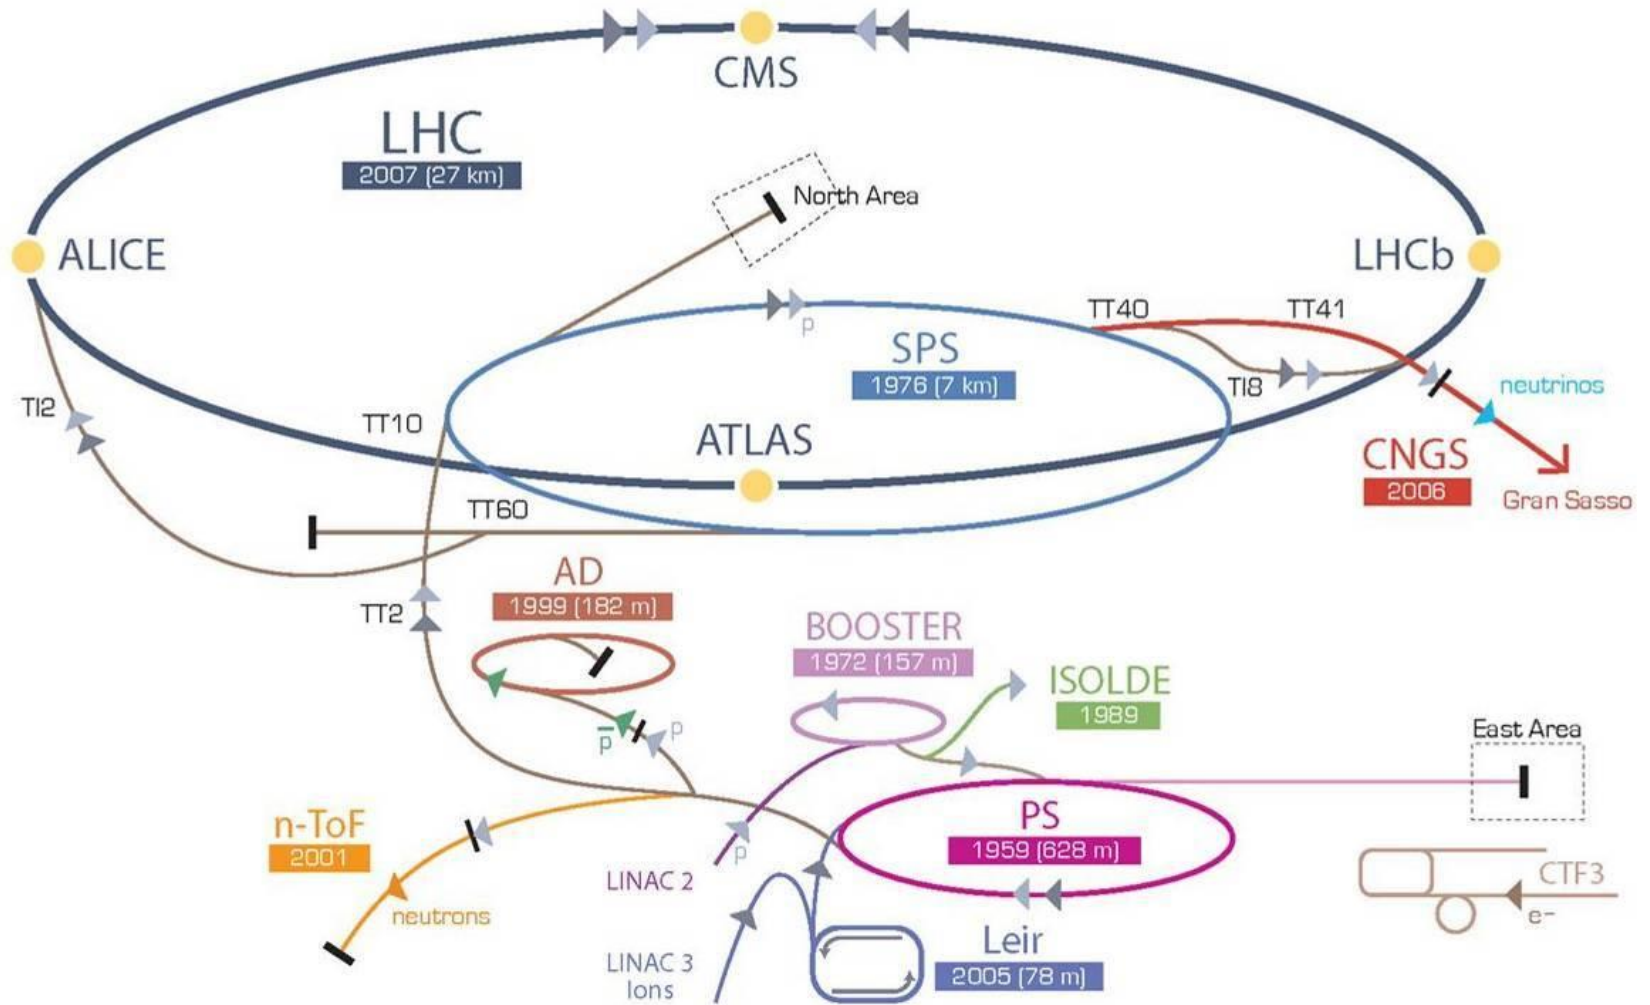 CMS
LHC
2007 (27 km)
North Area
ALICE
LHCb
TT40
TT41
p
SPS
1976 (7 km)
TI8
neutrinos
TI2
TT10
ATLAS
CNGS
2006
Gran Sasso
TT60
AD
1999 (182 m)
TT2
BOOSTER
1972 (157 m)
ISOLDE
1989
p̅
p
East Area
n-ToF
2001
PS
1959 (628 m)
p
LINAC 2
CTF3
neutrons
e-
Leir
2005 (78 m)
LINAC 3
Ions